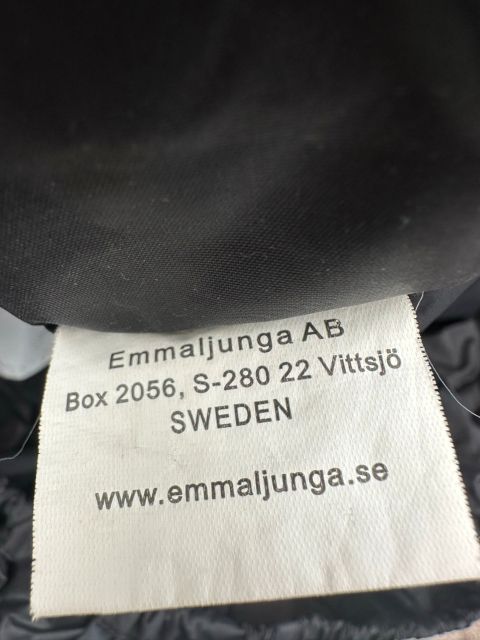 Emmaljunga AB
Box 2056, S-280 22 Vittsjö
SWEDEN
www.emmaljunga.se